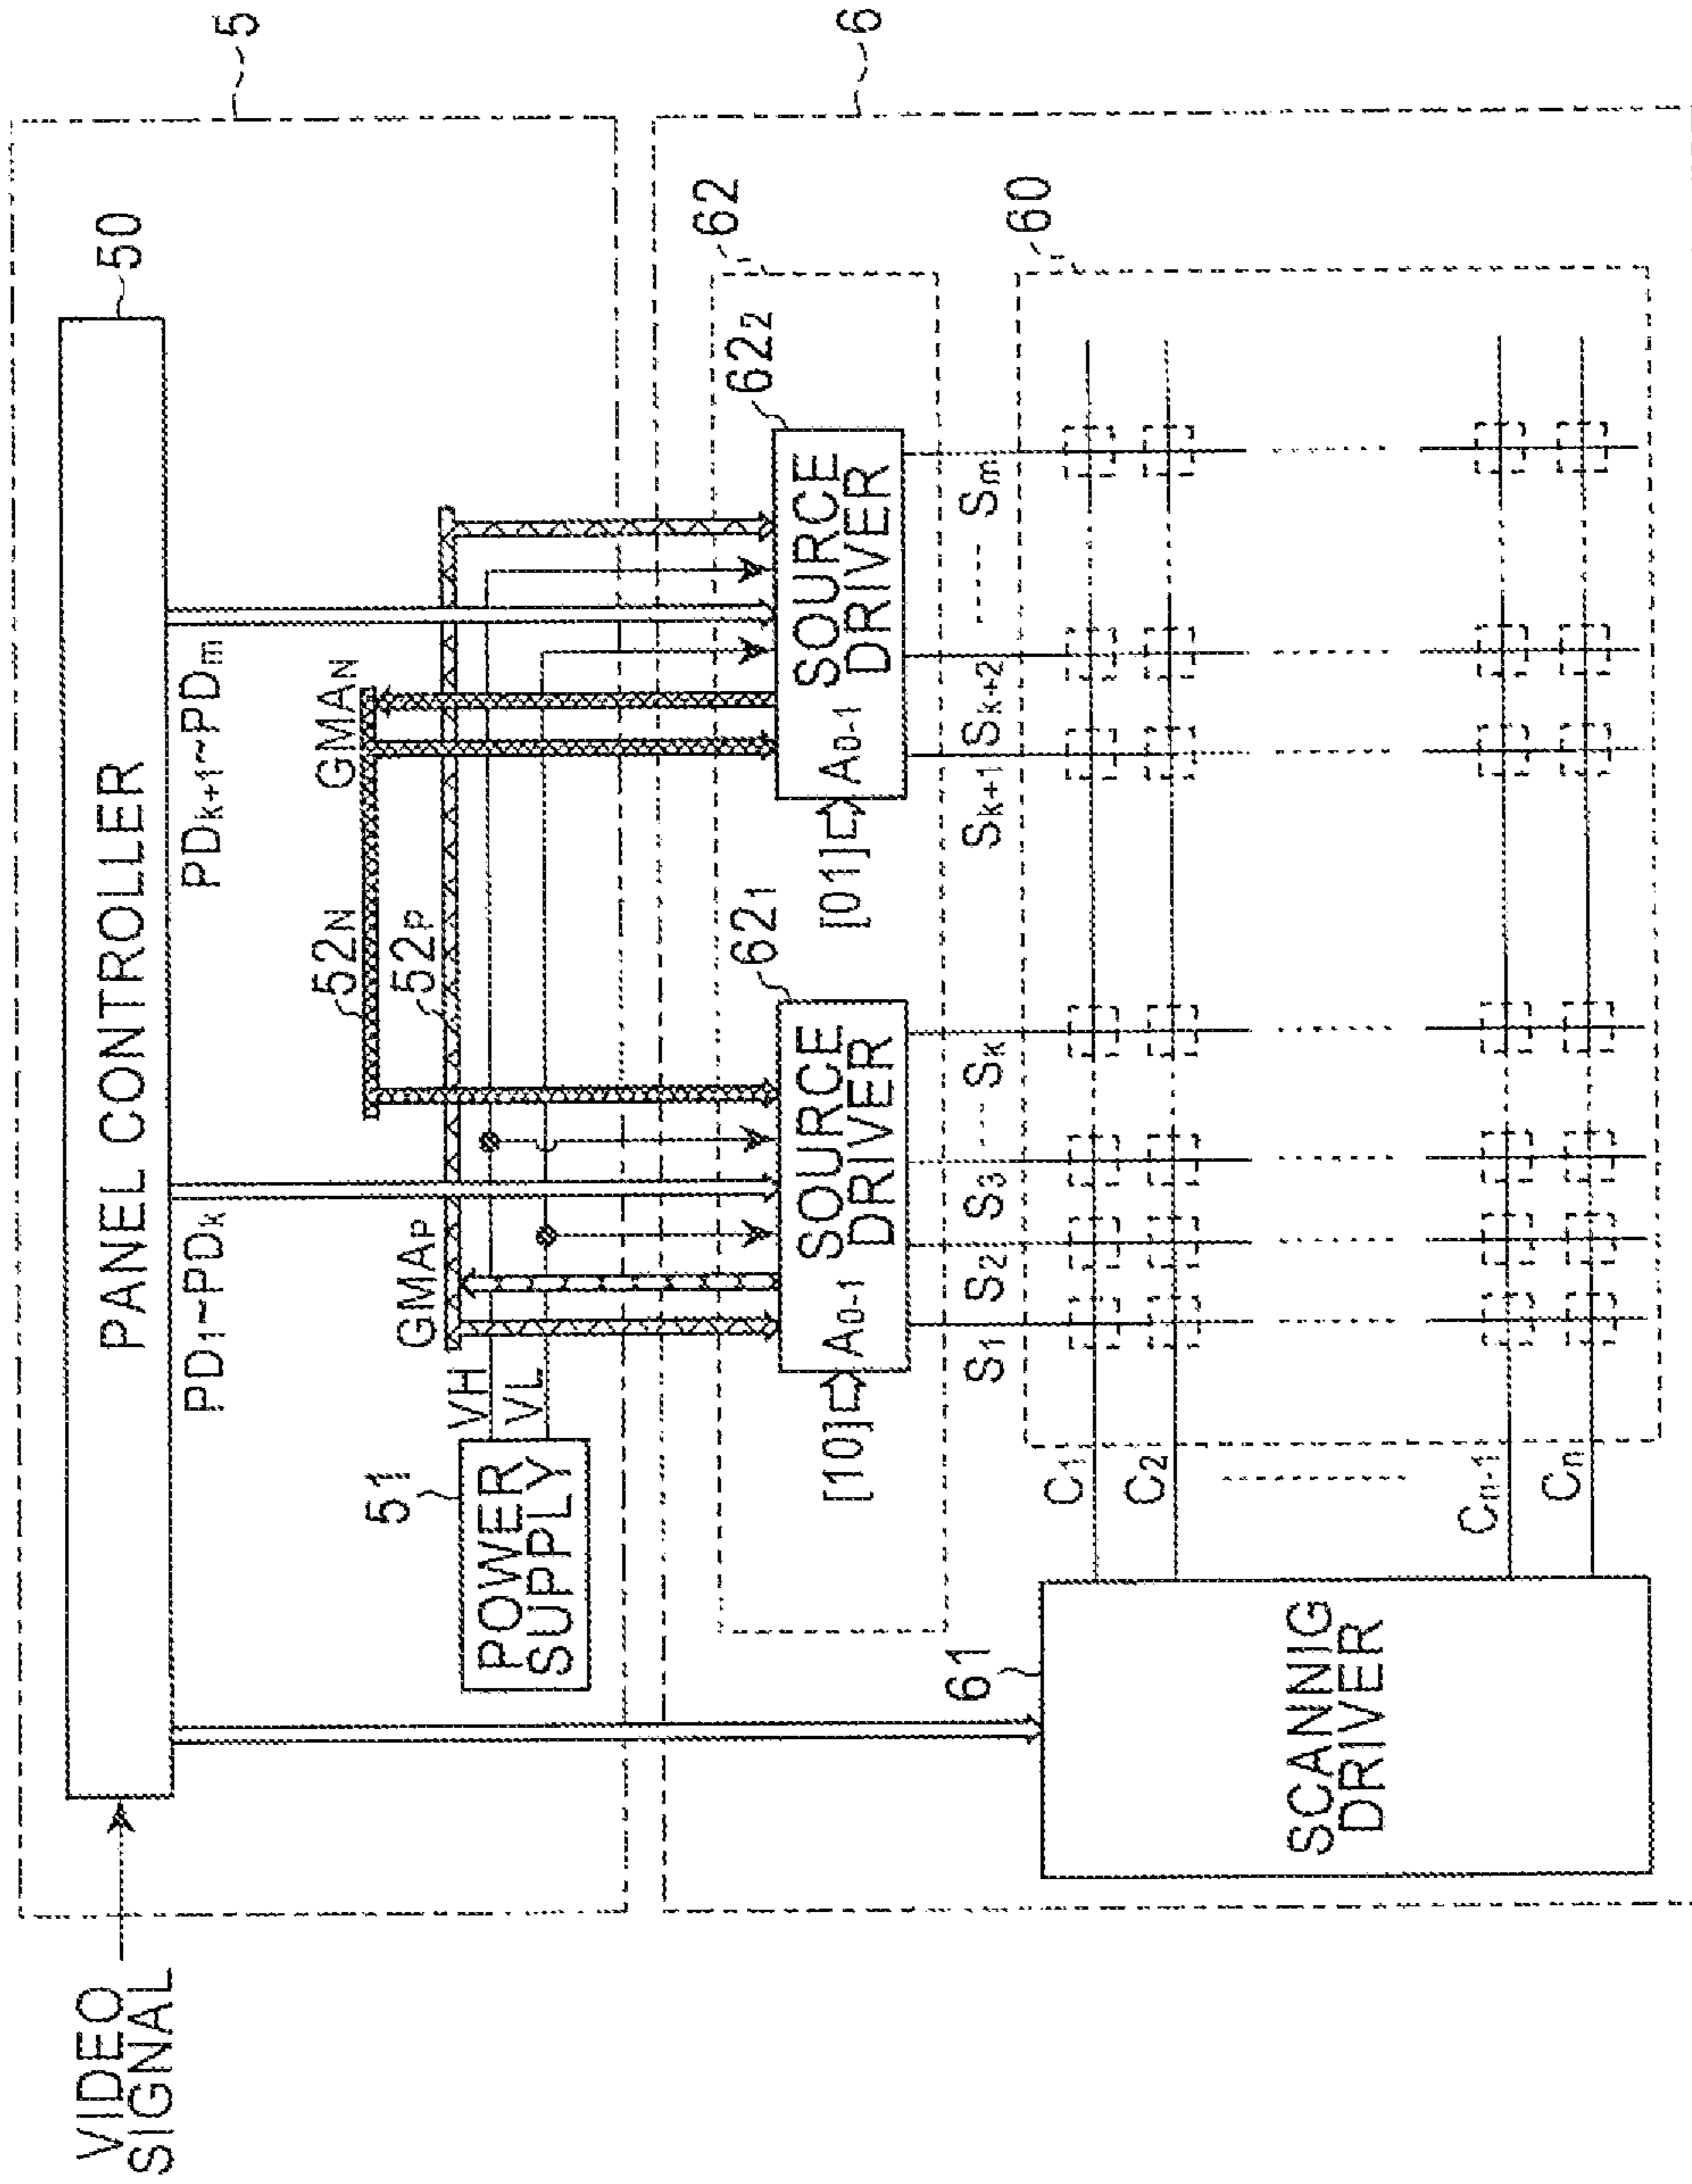 VIDEO
SIGNAL
PANEL CONTROLLER
50
5
PD1~PDk
PDk+1~PDm
GMAN
52N
52P
GMAP
VH
VL
51
POWER
SUPPLY
6
62
621
622
[10] A0-1 SOURCE
DRIVER
[01] A0-1 SOURCE
DRIVER
S1 S2 S3 ---- Sk
Sk+1 Sk+2 ---- Sm
60
61
SCANNIG
DRIVER
C1
C2
Cn-1
Cn